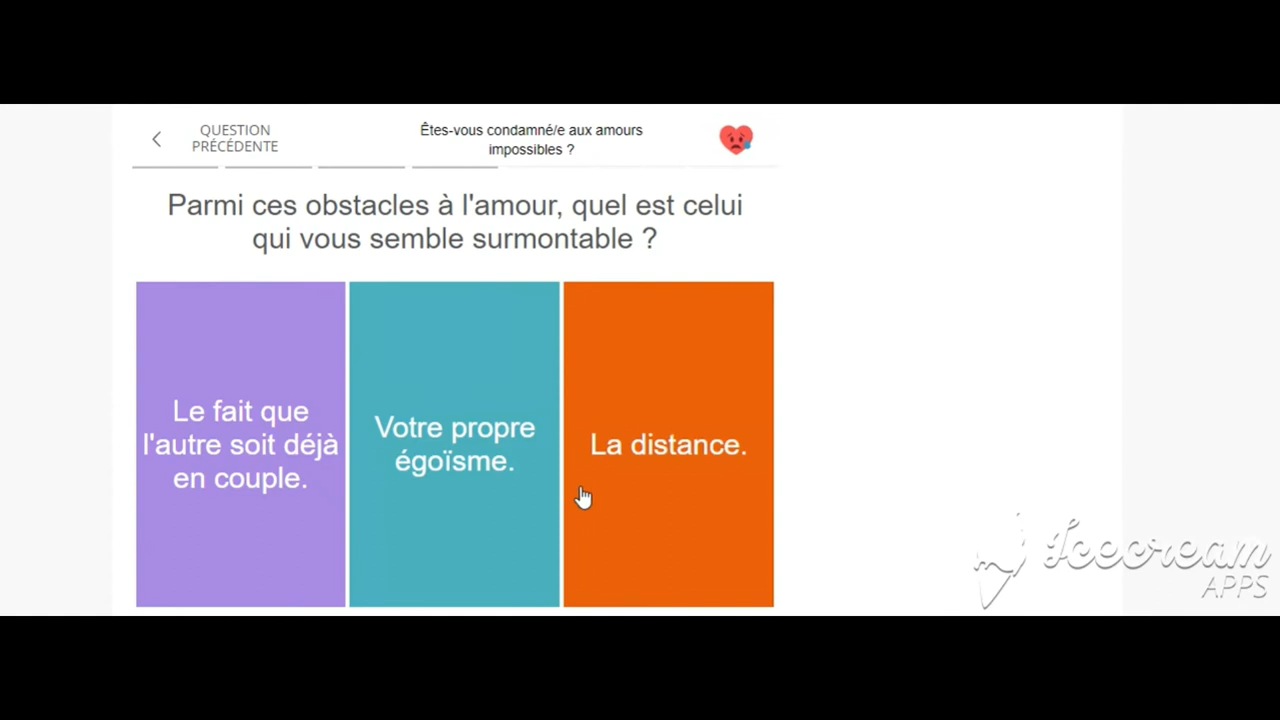 QUESTION
PRÉCÉDENTE
Êtes-vous condamné/e aux amours
impossibles ?
Parmi ces obstacles à l'amour, quel est celui
qui vous semble surmontable ?
Le fait que
l'autre soit déjà
en couple.
Votre propre
égoïsme.
La distance.
Icecream
APPS